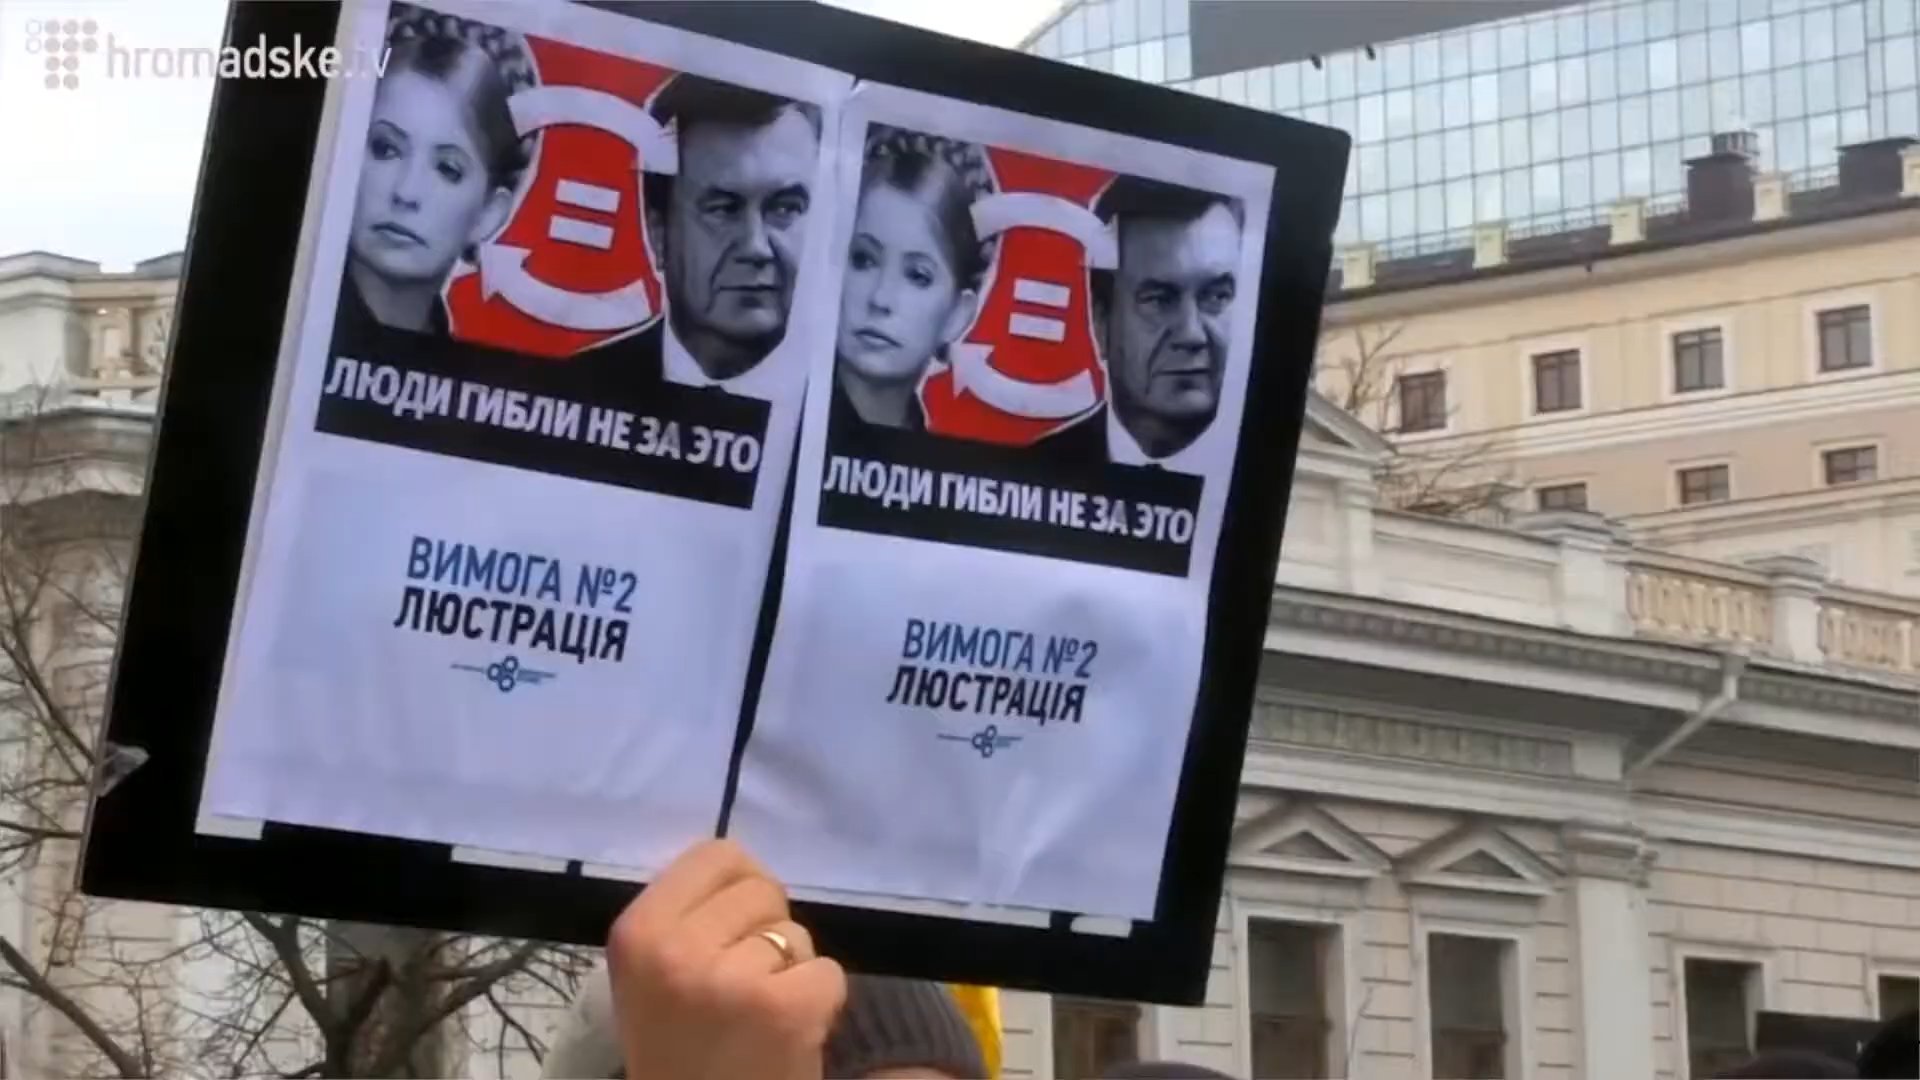 hromadske.tv
ЛЮДИ ГИБЛИ НЕ ЗА ЭТО
ВИМОГА №2
ЛЮСТРАЦІЯ
ЛЮДИ ГИБЛИ НЕ ЗА ЭТО
ВИМОГА №2
ЛЮСТРАЦІЯ